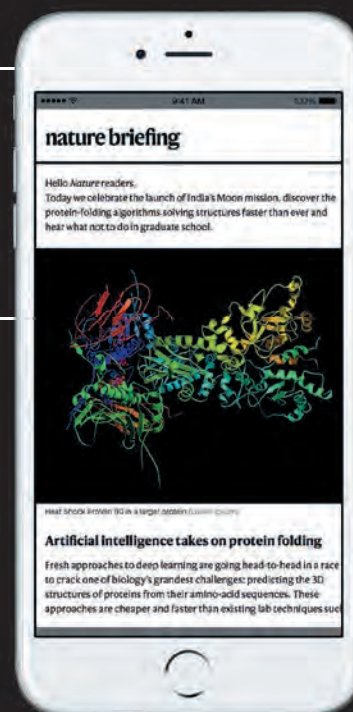 9:41 AM 100%
nature briefing
Hello Nature readers,
Today we celebrate the launch of India's Moon mission, discover the
protein-folding algorithms solving structures faster than ever and
hear what not to do in graduate school.
Heat Shock Protein 90 in a larger protein
Artificial intelligence takes on protein folding
Fresh approaches to deep learning are going head-to-head in a race
to crack one of biology's grandest challenges: predicting the 3D
structures of proteins from their amino-acid sequences. These
approaches are cheaper and faster than existing lab techniques such